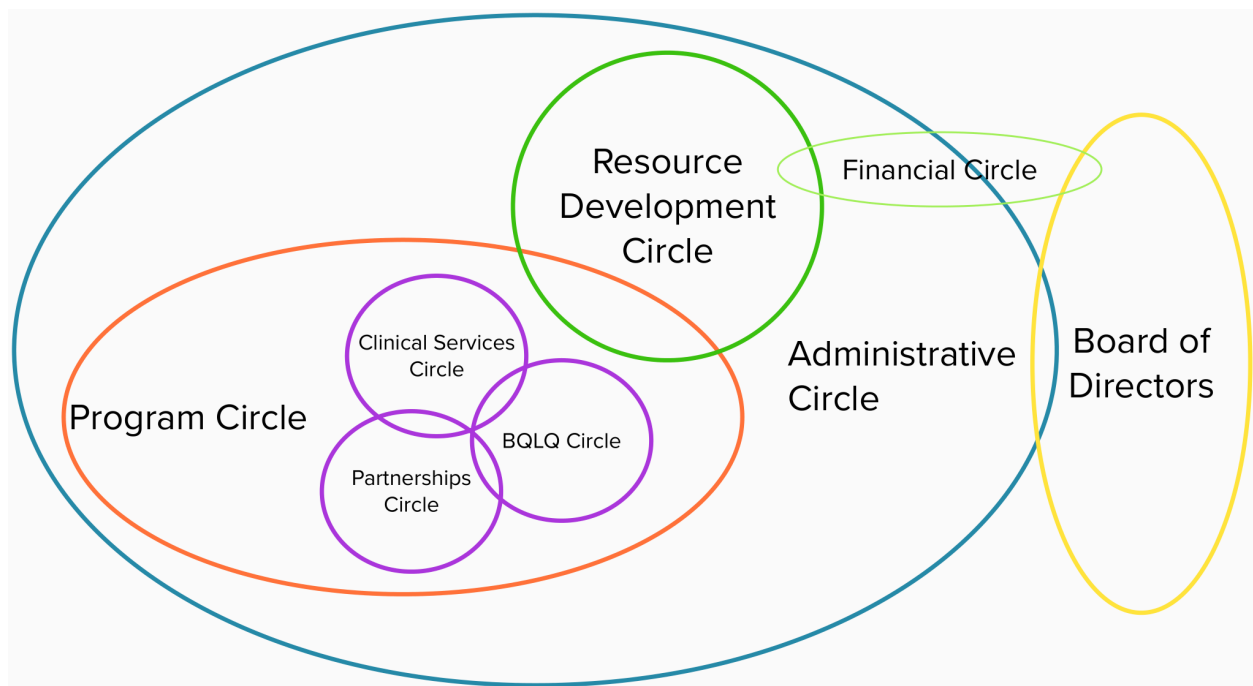 Resource
Development
Circle
Financial Circle
Clinical Services
Circle
Program Circle
BQLQ Circle
Partnerships
Circle
Administrative
Circle
Board of
Directors